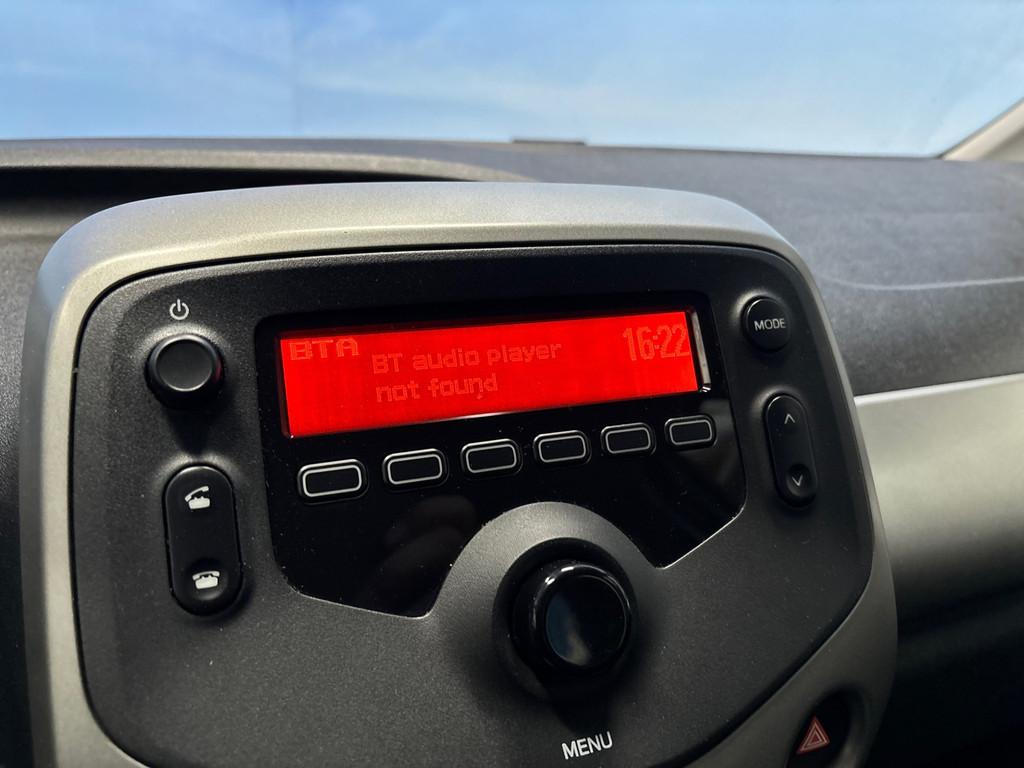 BTA
BT audio player
not found
16:22
MODE
MENU